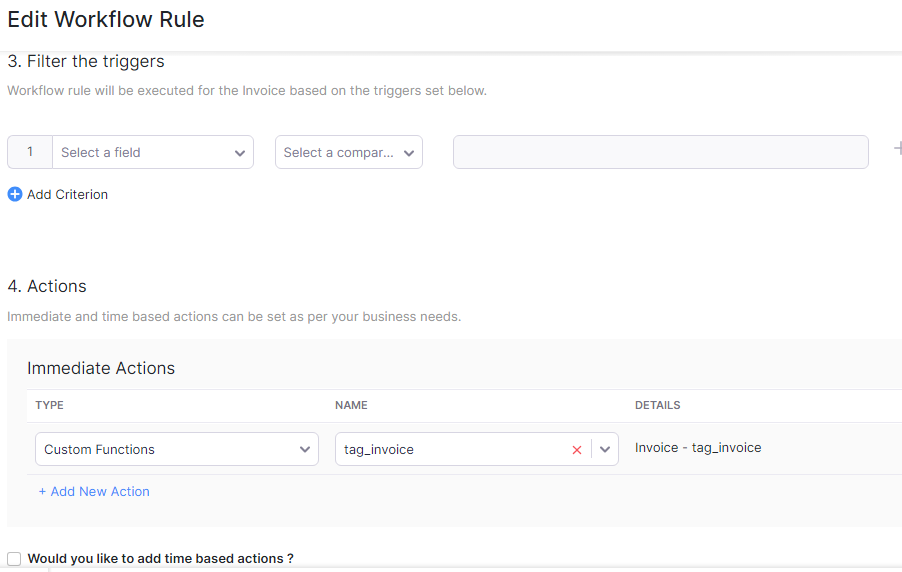 Edit Workflow Rule
3. Filter the triggers
Workflow rule will be executed for the Invoice based on the triggers set below.
1 Select a field Select a compar...
Add Criterion
4. Actions
Immediate and time based actions can be set as per your business needs.
Immediate Actions
TYPE NAME DETAILS
Custom Functions tag_invoice Invoice - tag_invoice
+ Add New Action
Would you like to add time based actions ?